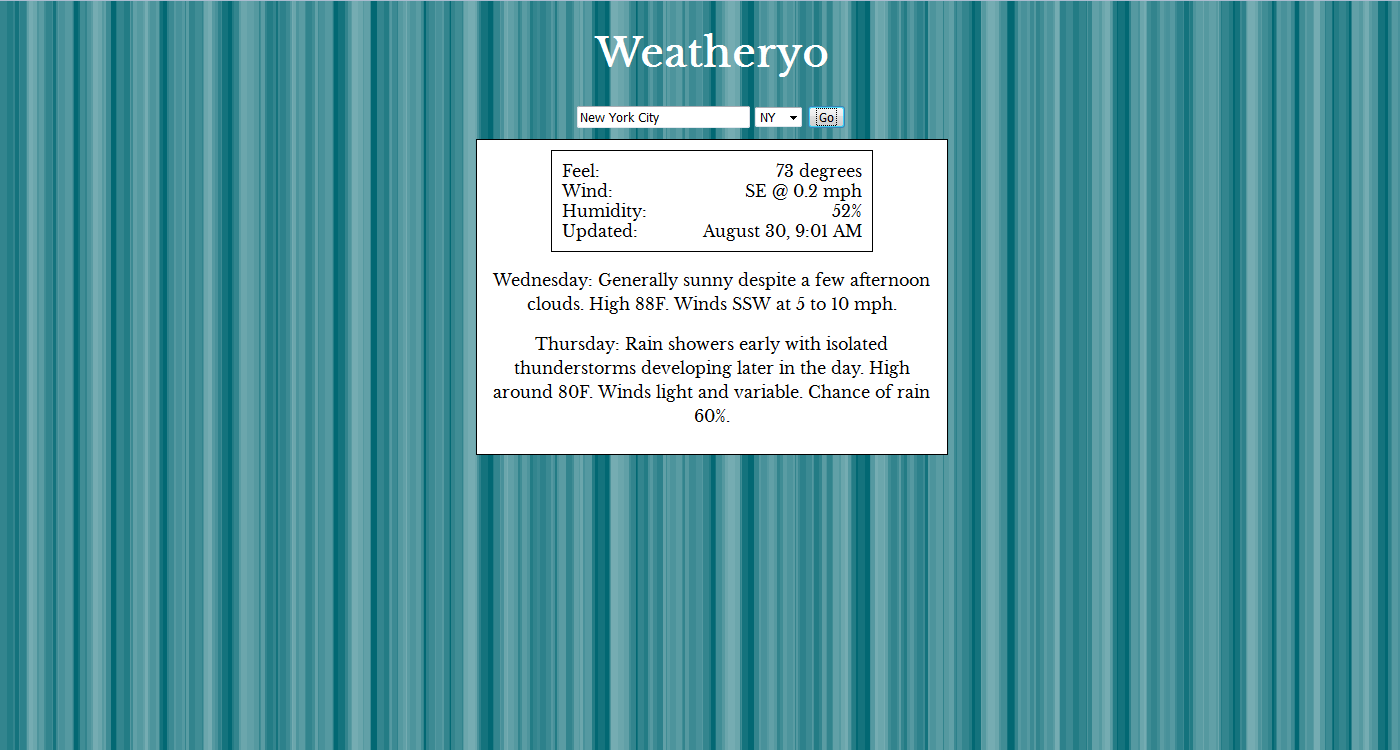 Weatheryo
New York City NY Go
Feel: 73 degrees
Wind: SE @ 0.2 mph
Humidity: 52%
Updated: August 30, 9:01 AM
Wednesday: Generally sunny despite a few afternoon
clouds. High 88F. Winds SSW at 5 to 10 mph.
Thursday: Rain showers early with isolated
thunderstorms developing later in the day. High
around 80F. Winds light and variable. Chance of rain
60%.